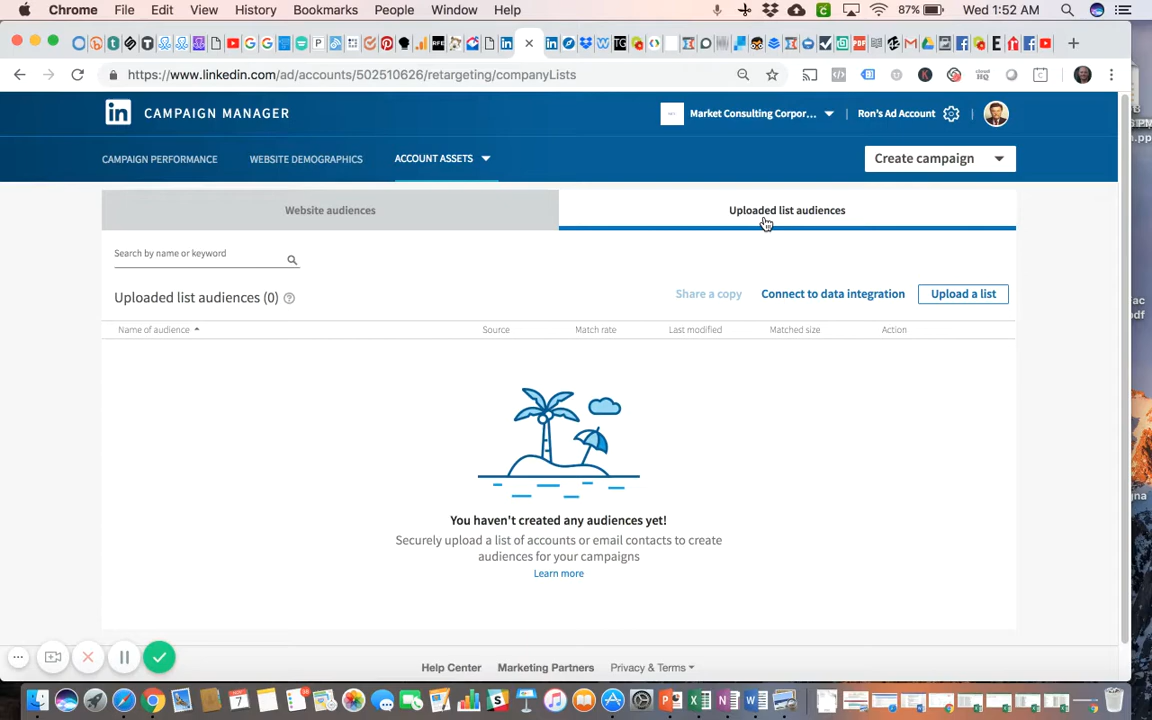 Chrome File Edit View History Bookmarks People Window Help
87% Wed 1:52 AM
https://www.linkedin.com/ad/accounts/502510626/retargeting/companyLists
in CAMPAIGN MANAGER
Market Consulting Corpor... Ron's Ad Account
CAMPAIGN PERFORMANCE WEBSITE DEMOGRAPHICS ACCOUNT ASSETS
Create campaign
Website audiences Uploaded list audiences
Search by name or keyword
Uploaded list audiences (0)
Share a copy Connect to data integration Upload a list
Name of audience Source Match rate Last modified Matched size Action
You haven't created any audiences yet!
Securely upload a list of accounts or email contacts to create
audiences for your campaigns
Learn more
Help Center Marketing Partners Privacy & Terms